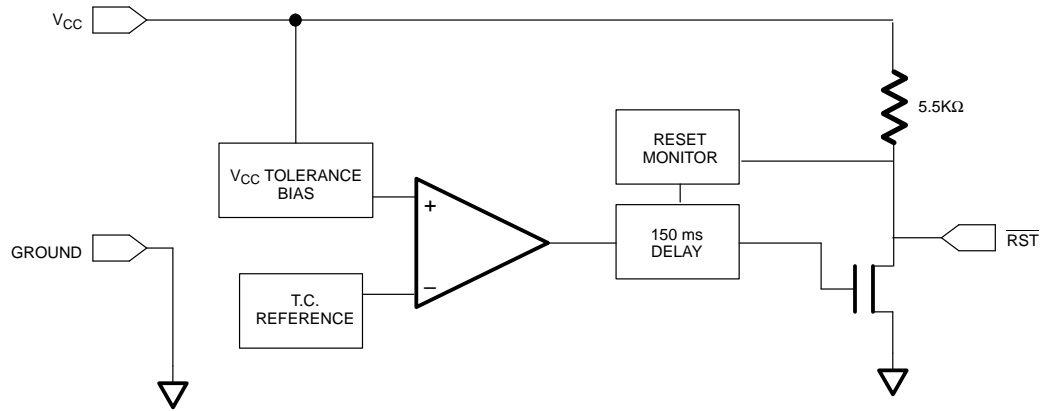 VCC
5.5KΩ
RESET
MONITOR
VCC TOLERANCE
BIAS
+
150 ms
DELAY
RST
GROUND
−
T.C.
REFERENCE